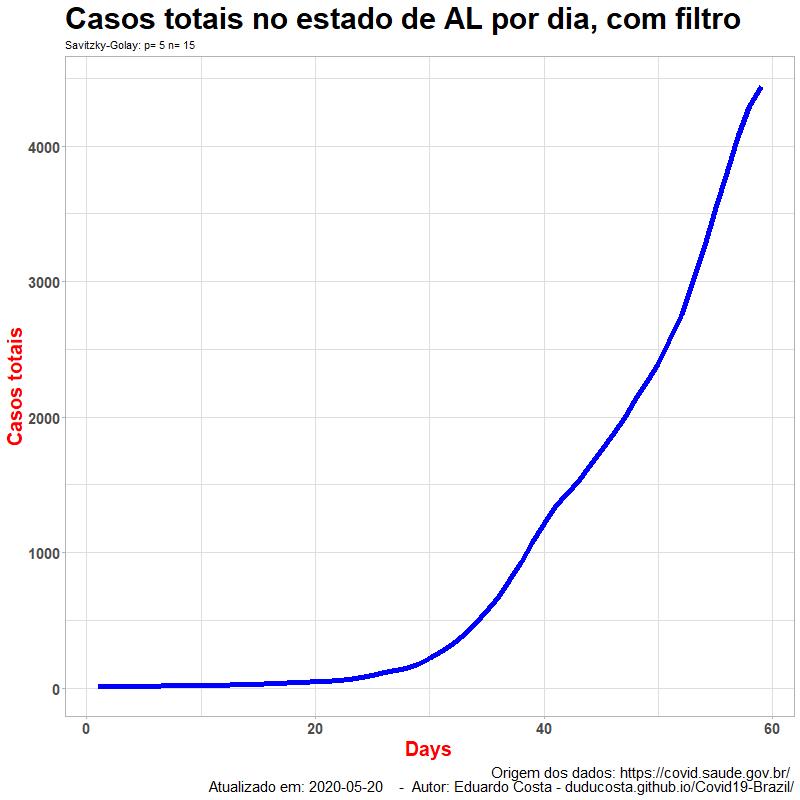 Casos totais no estado de AL por dia, com filtro
Savitzky-Golay: p= 5 n= 15
Casos totais
4000
3000
2000
1000
0
0 20 40 60
Days
Origem dos dados: https://covid.saude.gov.br/
Atualizado em: 2020-05-20 - Autor: Eduardo Costa - duducosta.github.io/Covid19-Brazil/